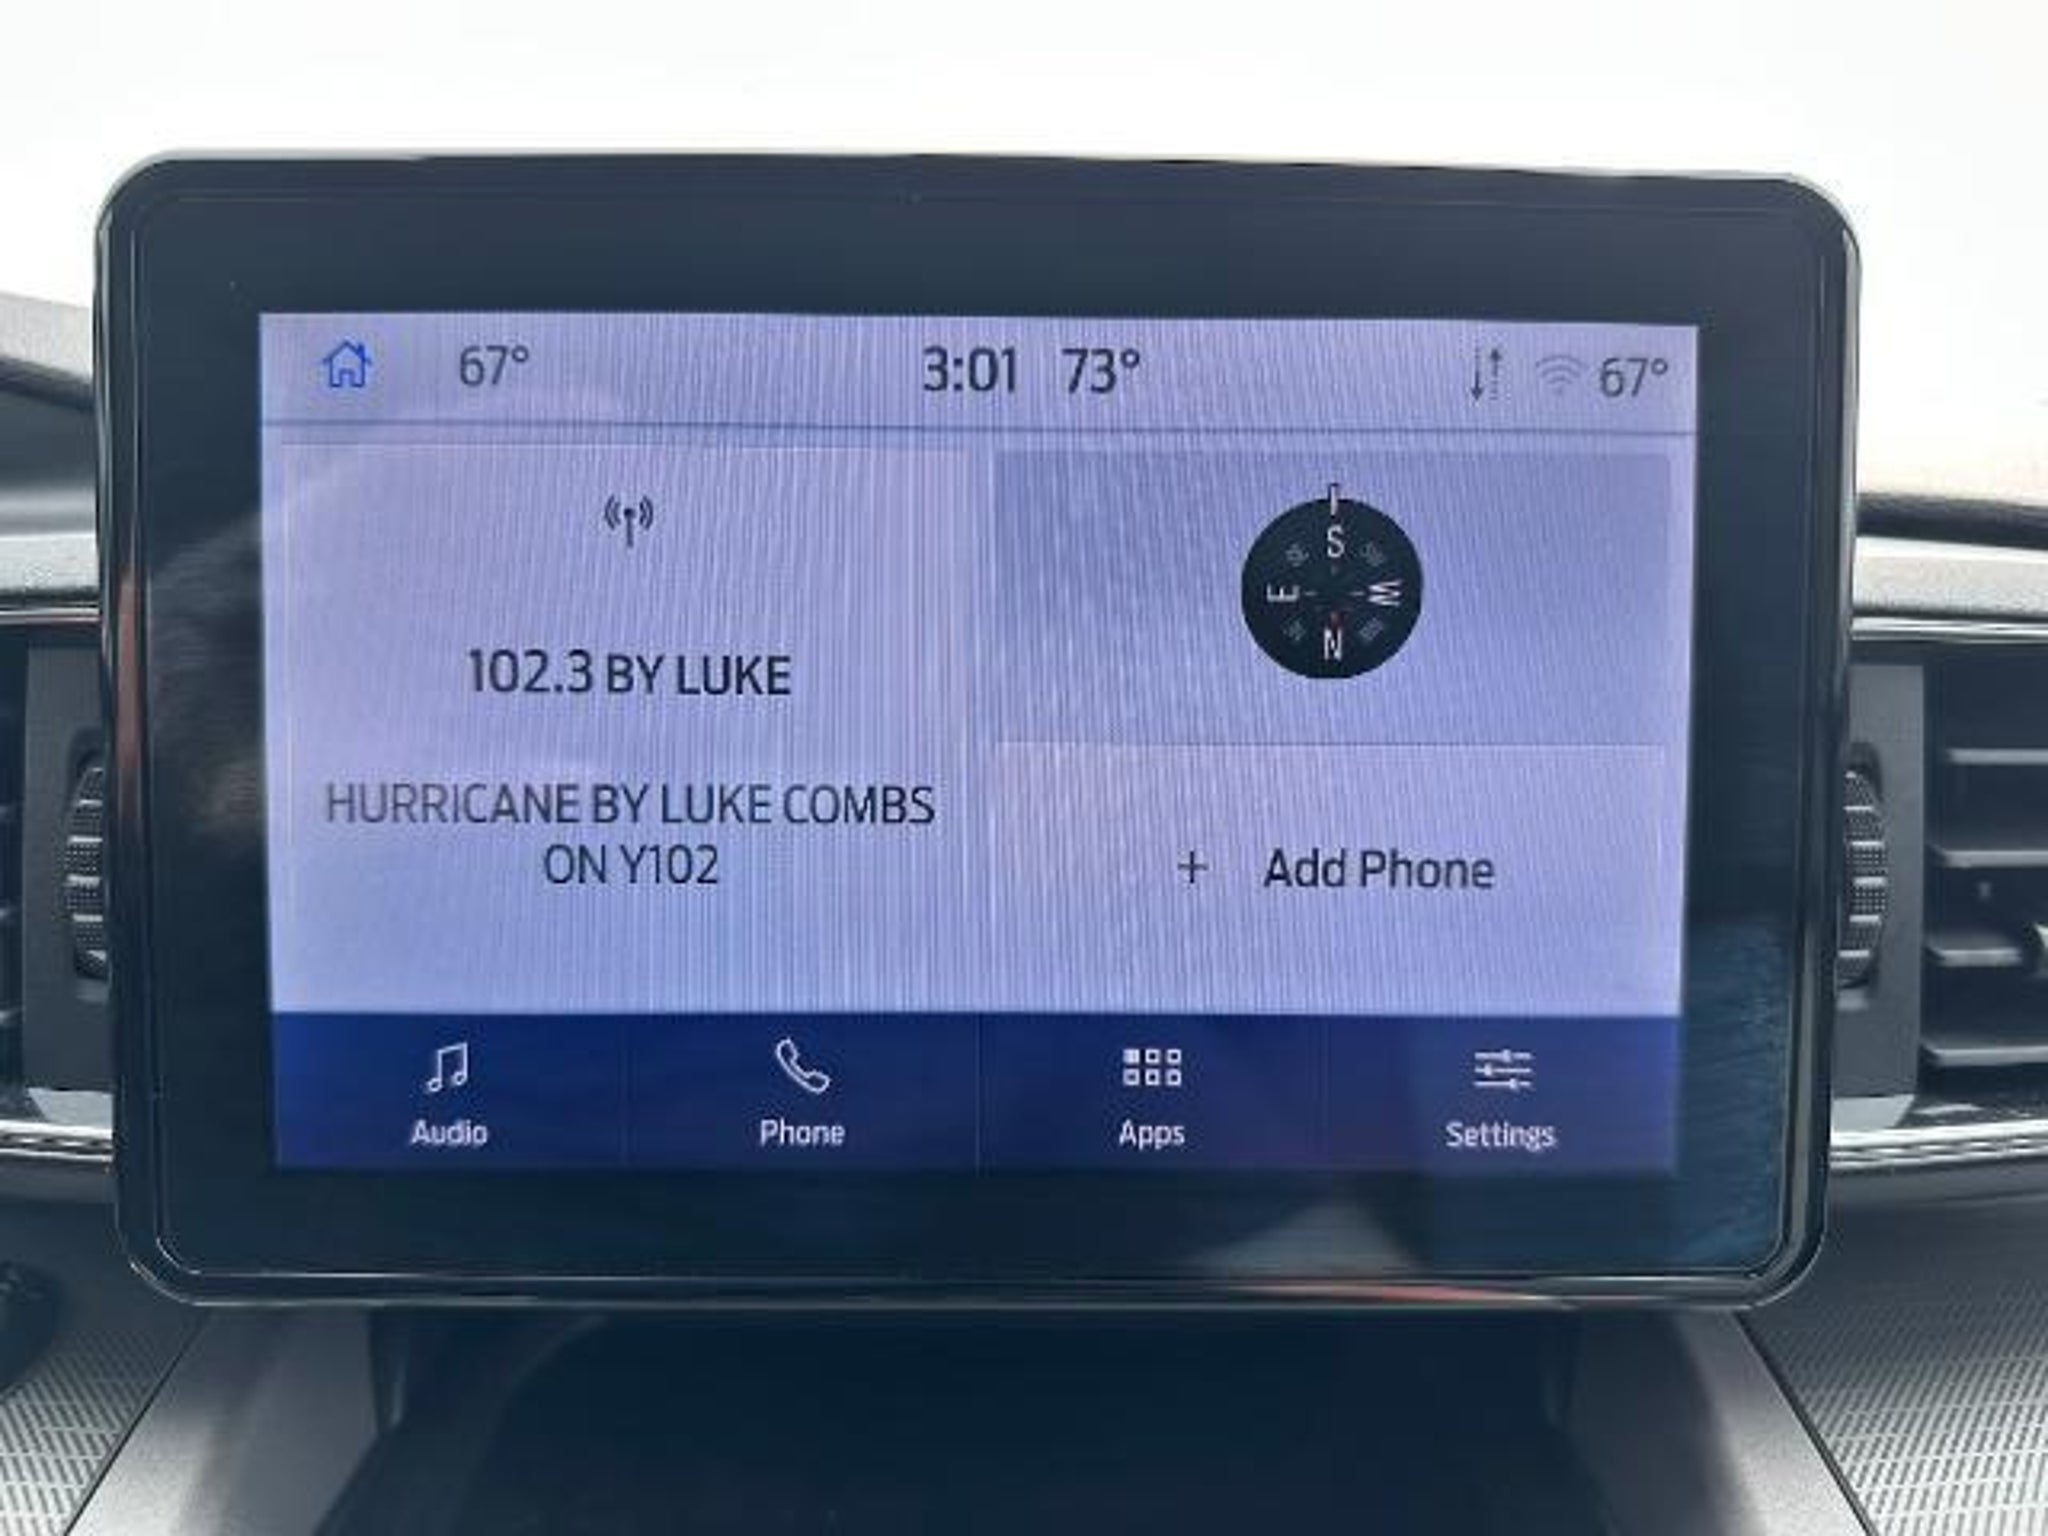 67° 3:01 73° 67°
102.3 BY LUKE
HURRICANE BY LUKE COMBS
ON Y102
S
E W
N
+ Add Phone
Audio Phone Apps Settings